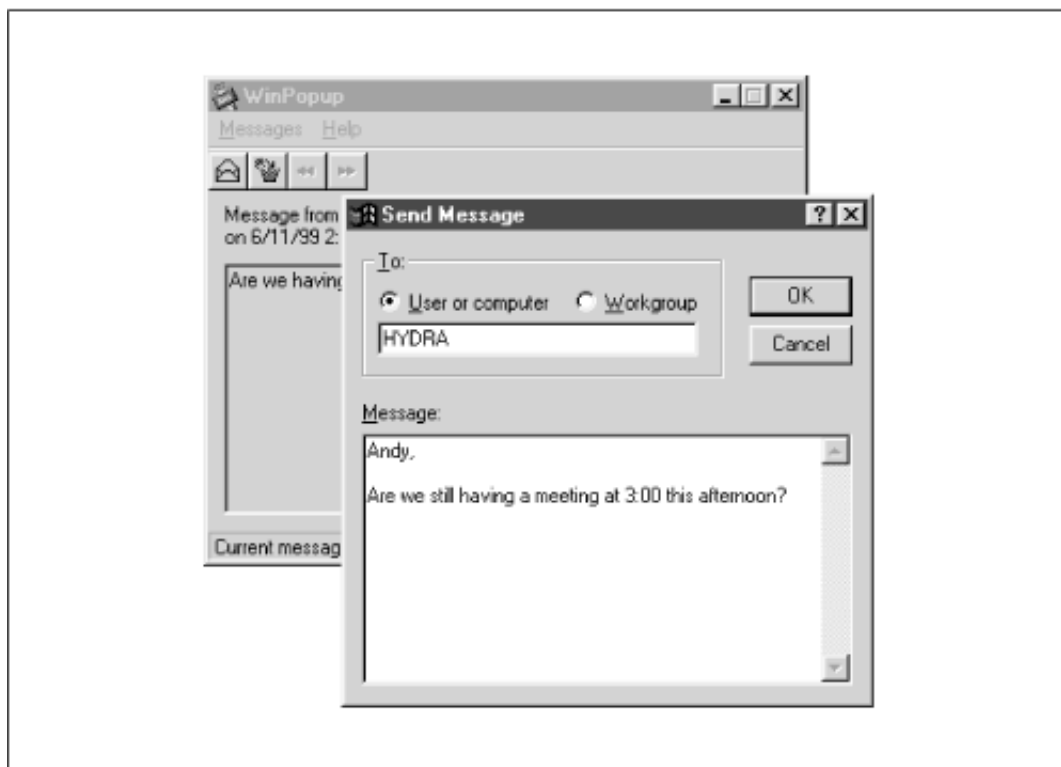 WinPopup
Messages Help
Message from
on 6/11/99 2:
Are we having
Current messag
Send Message
To:
User or computer Workgroup
HYDRA
OK
Cancel
Message:
Andy,
Are we still having a meeting at 3:00 this afternoon?